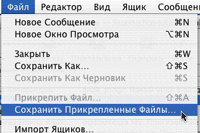 Файл Редактор Вид Ящик Сообщен
Новое Сообщение ⌘N
Новое Окно Просмотра ⌥⌘N
Закрыть ⌘W
Сохранить Как... ⇧⌘S
Сохранить Как Черновик ⌘S
Прикрепить Файл... ⇧⌘A
Сохранить Прикрепленные Файлы...
Импорт Ящиков...